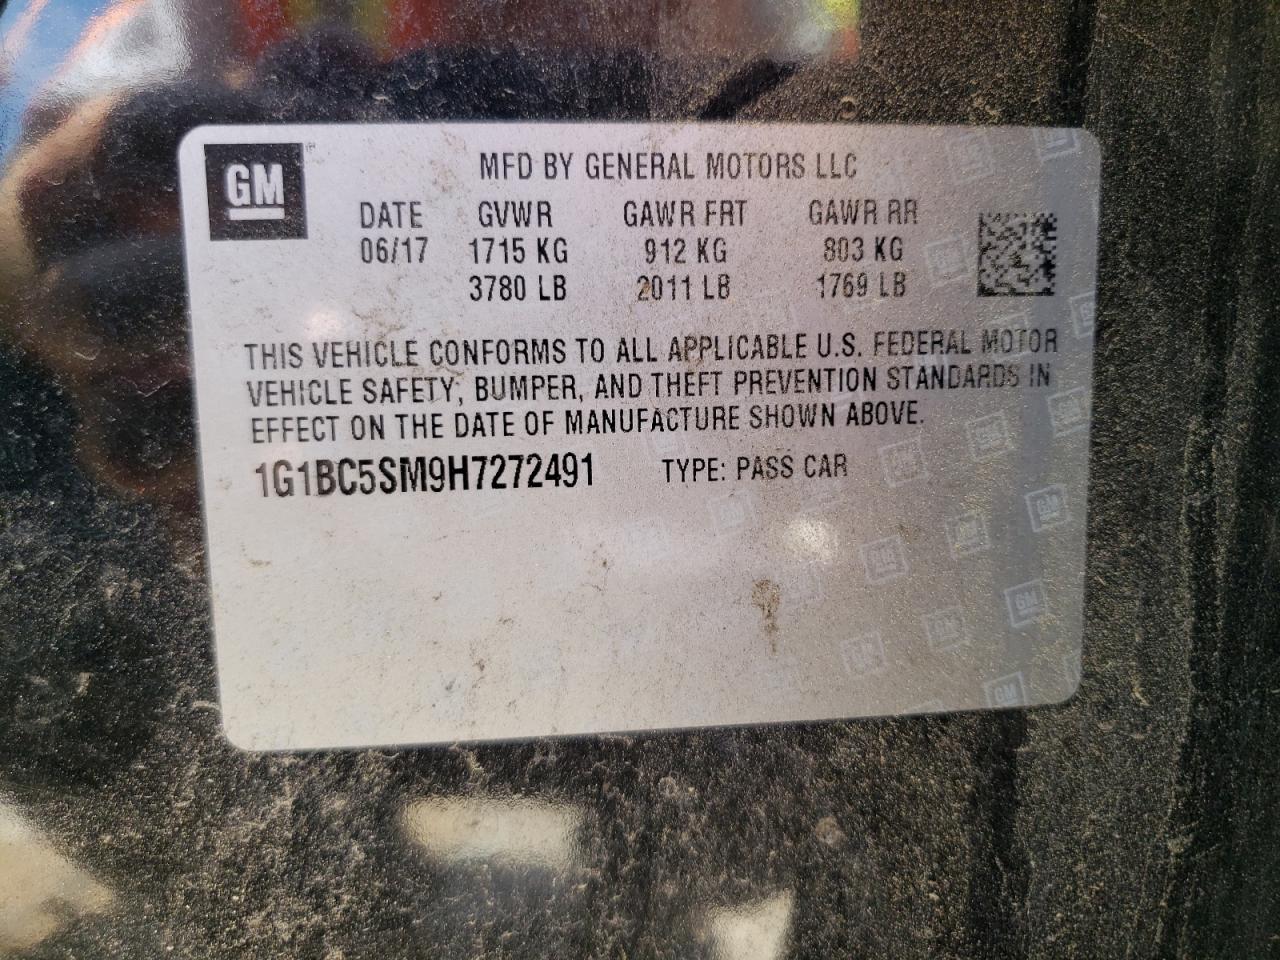 GM
MFD BY GENERAL MOTORS LLC
DATE GVWR GAWR FRT GAWR RR
06/17 1715 KG 912 KG 803 KG
3780 LB 2011 LB 1769 LB
THIS VEHICLE CONFORMS TO ALL APPLICABLE U.S. FEDERAL MOTOR
VEHICLE SAFETY, BUMPER, AND THEFT PREVENTION STANDARDS IN
EFFECT ON THE DATE OF MANUFACTURE SHOWN ABOVE.
1G1BC5SM9H7272491 TYPE: PASS CAR